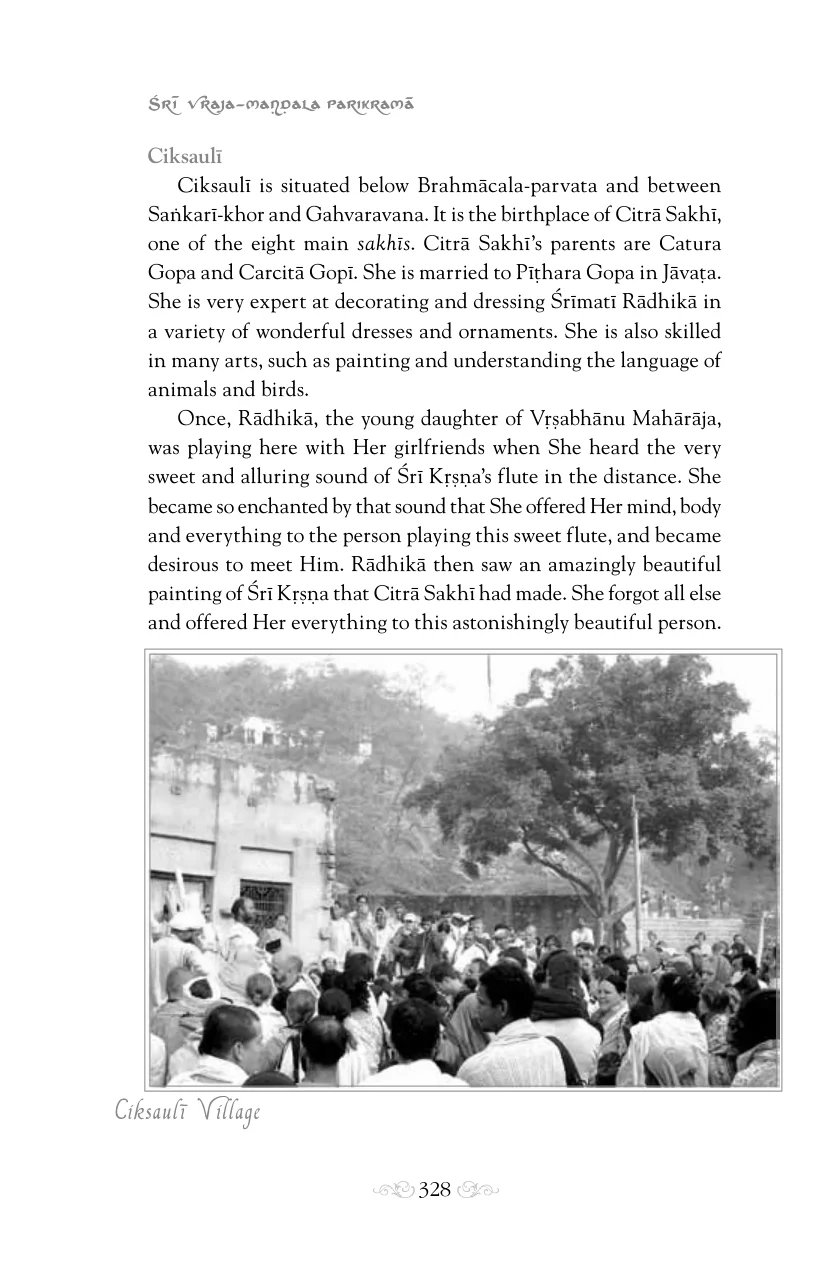 Śrī Vraja-maṇḍala Parikramā
Ciksaulī
Ciksaulī is situated below Brahmācala-parvata and between
Saṅkarī-khor and Gahvaravana. It is the birthplace of Citrā Sakhī,
one of the eight main sakhīs. Citrā Sakhī’s parents are Catura
Gopa and Carcitā Gopī. She is married to Pīṭhara Gopa in Jāvaṭa.
She is very expert at decorating and dressing Śrīmatī Rādhikā in
a variety of wonderful dresses and ornaments. She is also skilled
in many arts, such as painting and understanding the language of
animals and birds.
Once, Rādhikā, the young daughter of Vṛṣabhānu Mahārāja,
was playing here with Her girlfriends when She heard the very
sweet and alluring sound of Śrī Kṛṣṇa’s flute in the distance. She
became so enchanted by that sound that She offered Her mind, body
and everything to the person playing this sweet flute, and became
desirous to meet Him. Rādhikā then saw an amazingly beautiful
painting of Śrī Kṛṣṇa that Citrā Sakhī had made. She forgot all else
and offered Her everything to this astonishingly beautiful person.
Ciksaulī Village
328